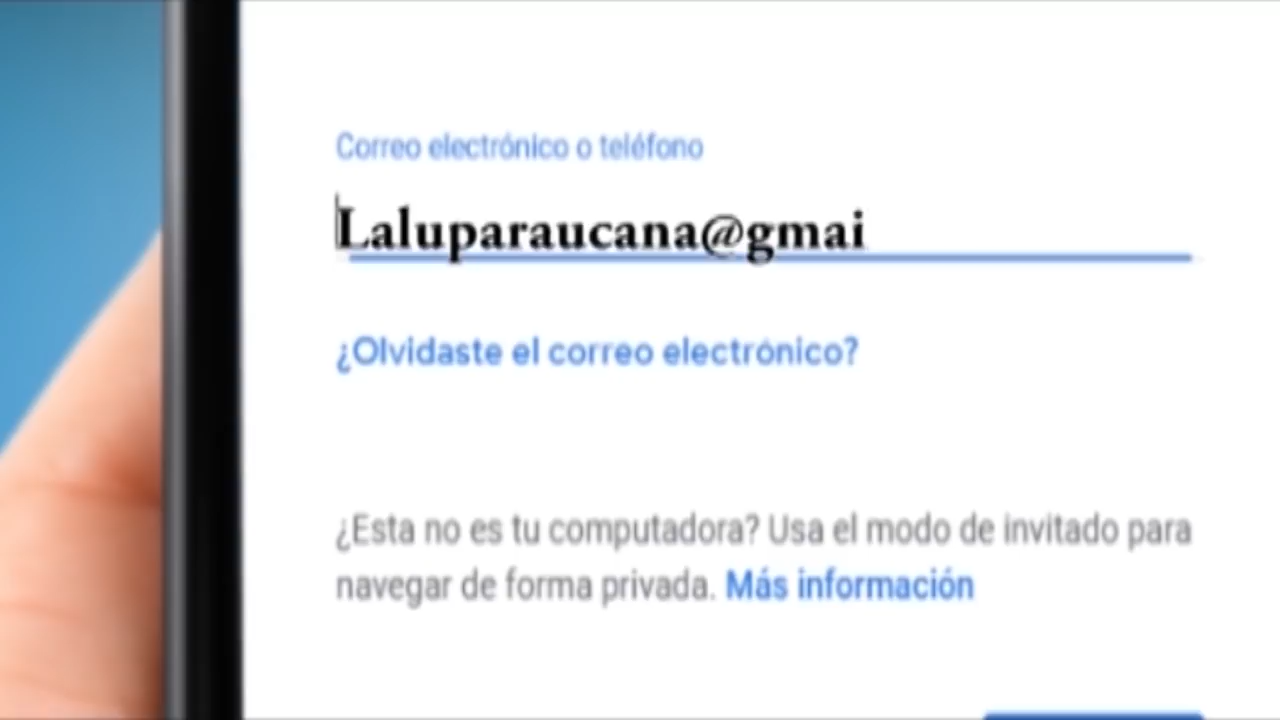 Correo electrónico o teléfono
Laluparaucana@gmai
¿Olvidaste el correo electrónico?
¿Esta no es tu computadora? Usa el modo de invitado para
navegar de forma privada. Más información